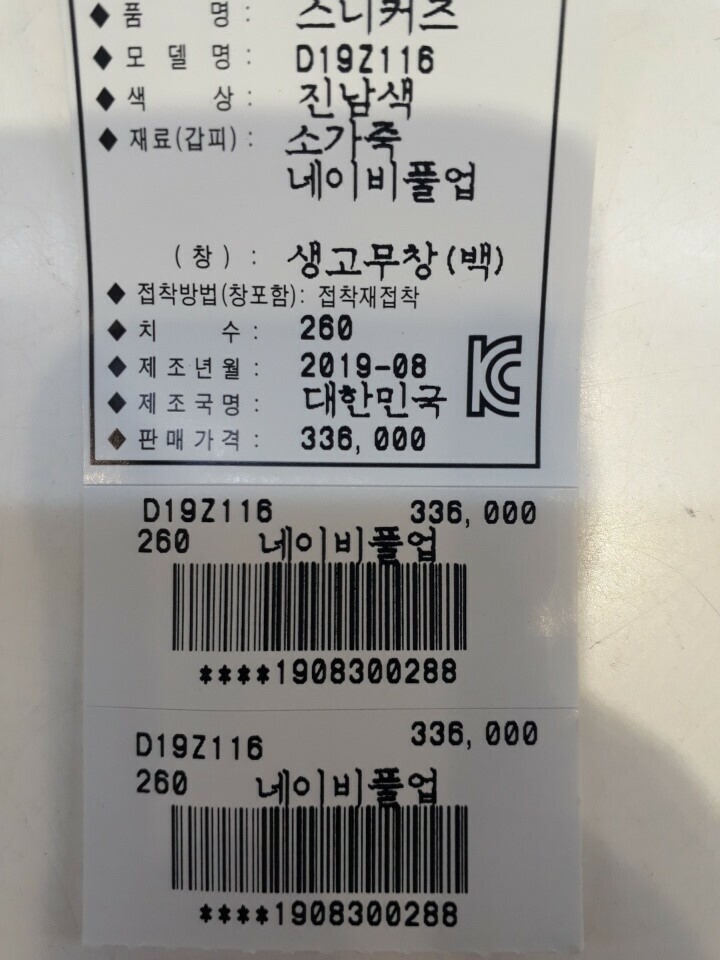 ◆ 품 명 : 스니커즈
◆ 모 델 명 : D19Z116
◆ 색 상 : 진남색
◆ 재료(갑피) : 소가죽
네이비풀업
(창) : 생고무창(백)
◆ 접착방법(창포함): 접착재접착
◆ 치 수 : 260
◆ 제조년월 : 2019-08
◆ 제조국명 : 대한민국
KC
◆ 판매가격 : 336,000
D19Z116 336,000
260 네이비풀업
****1908300288
D19Z116 336,000
260 네이비풀업
****1908300288